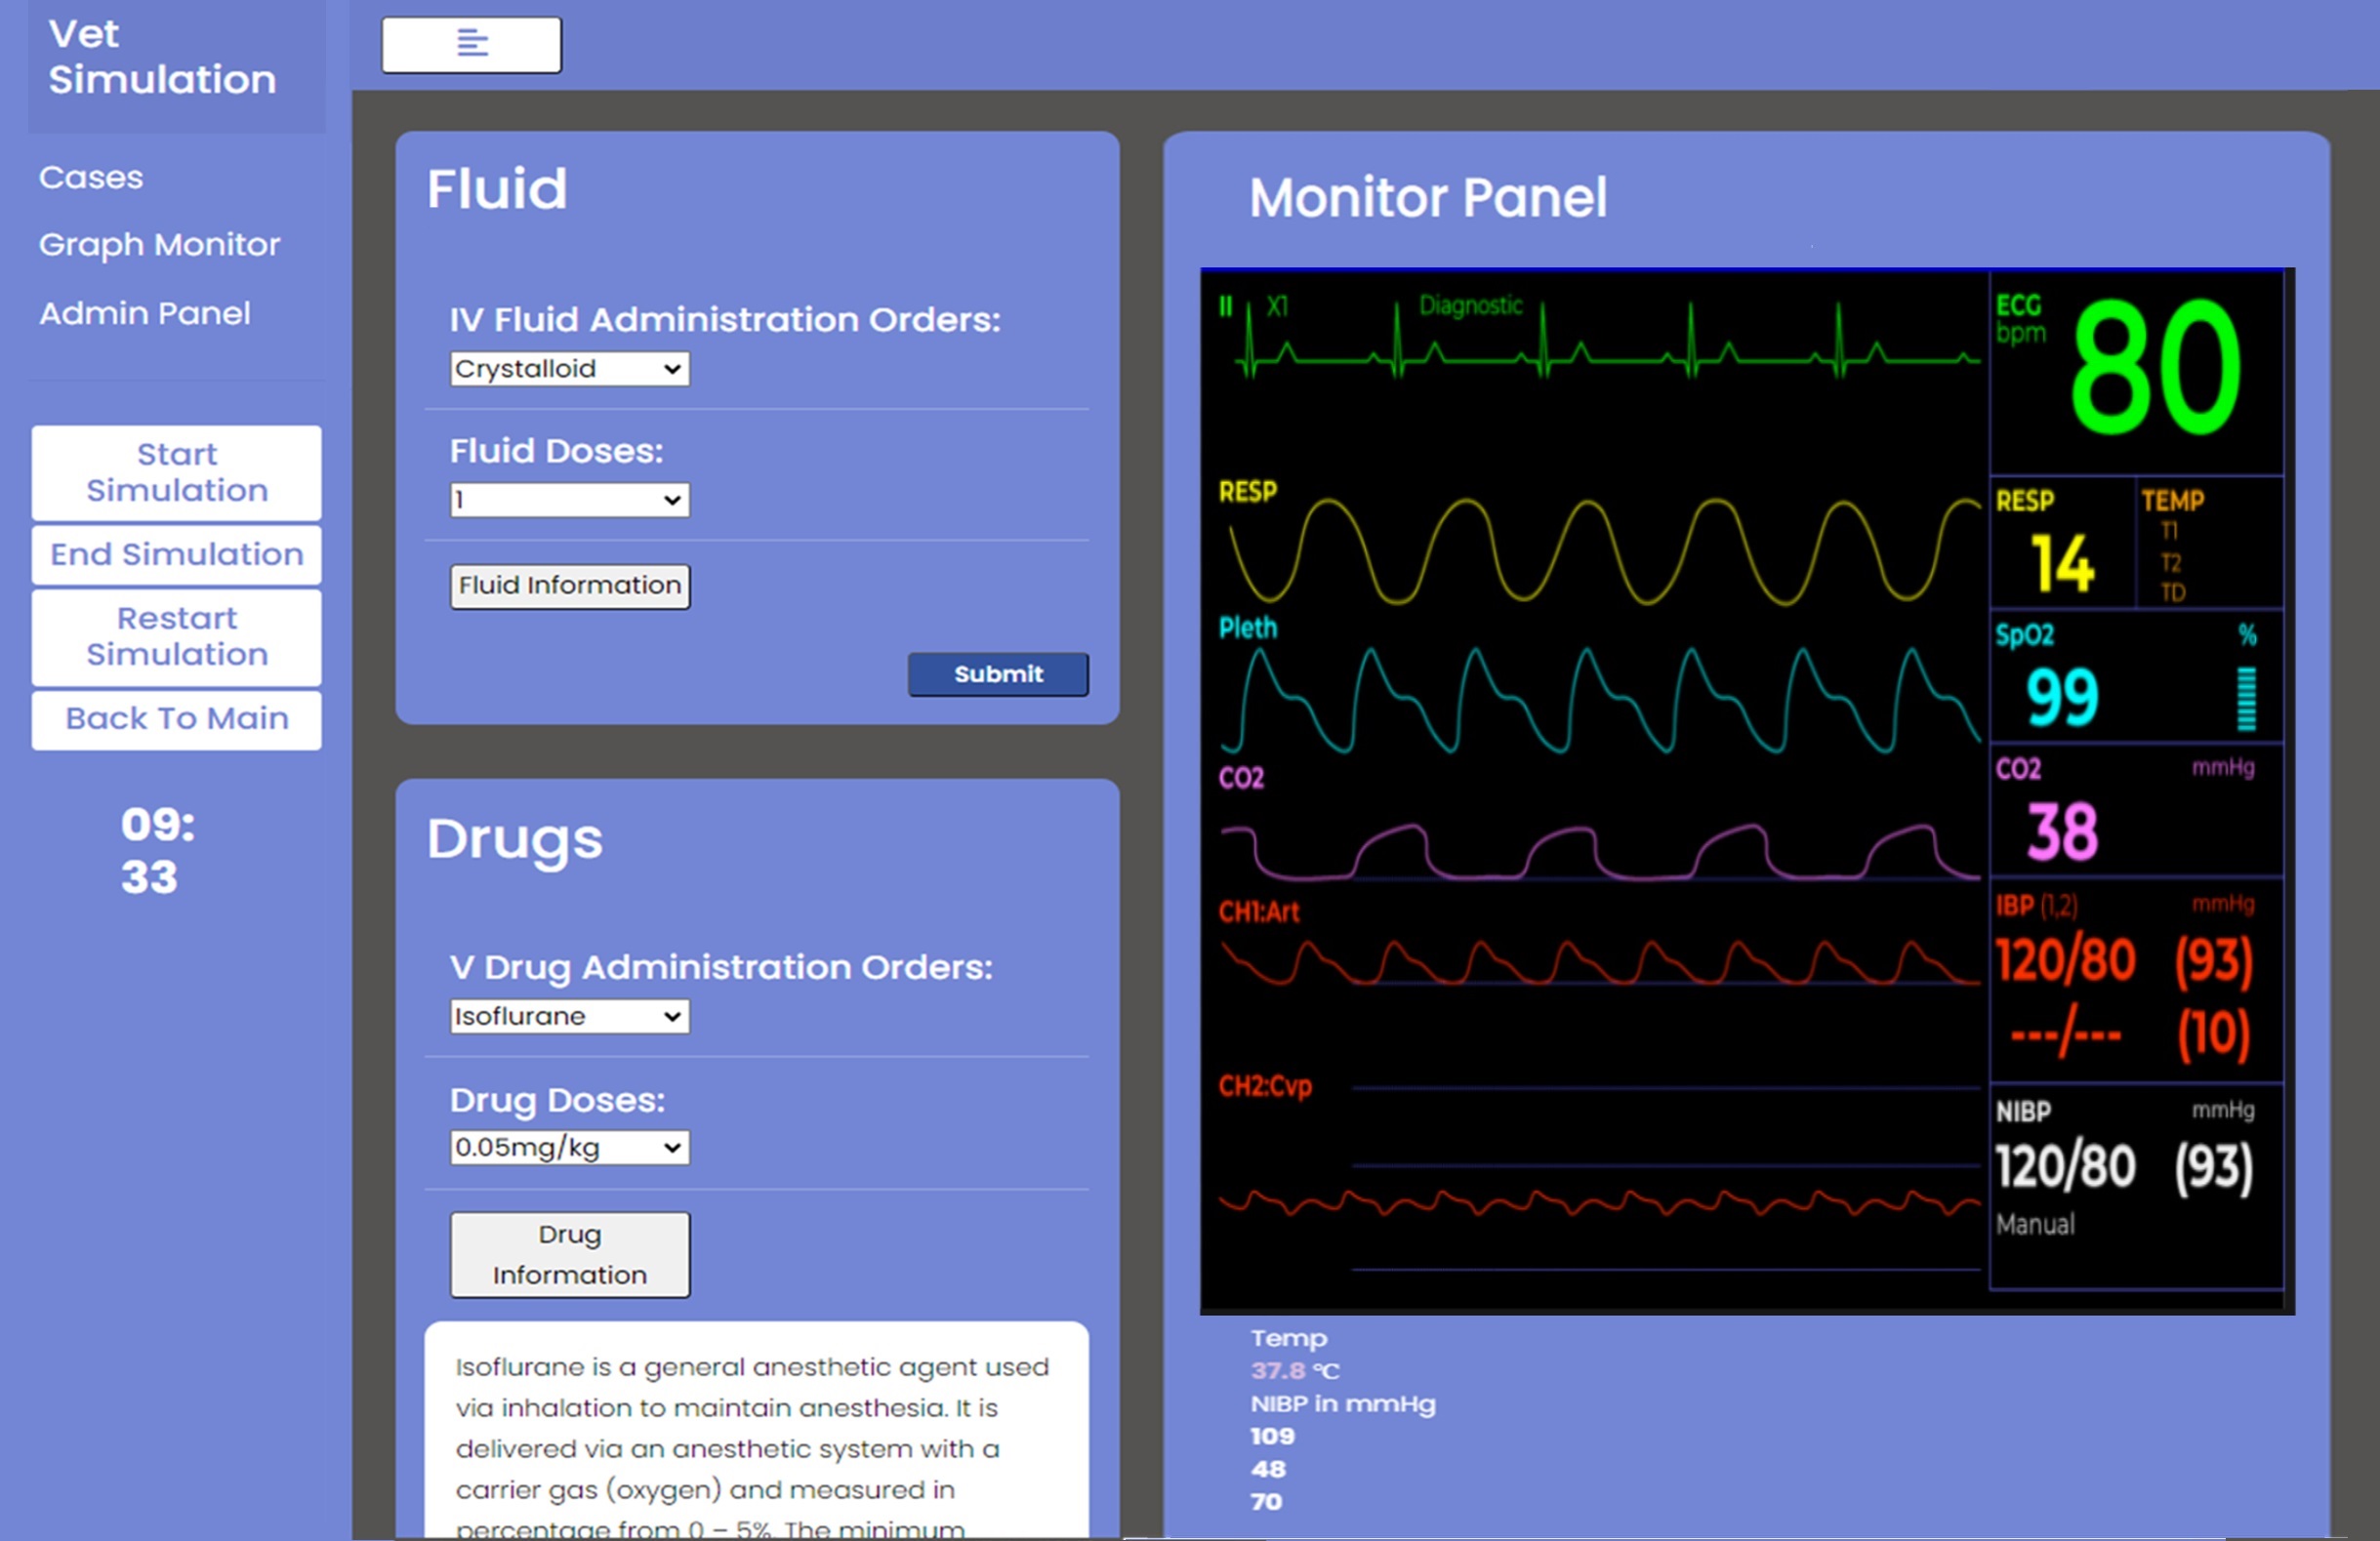 Vet
Simulation
Cases
Graph Monitor
Admin Panel
Start
Simulation
End Simulation
Restart
Simulation
Back To Main
09:
33
Fluid
IV Fluid Administration Orders:
Crystalloid
Fluid Doses:
1
Fluid Information
Submit
Drugs
V Drug Administration Orders:
Isoflurane
Drug Doses:
0.05mg/kg
Drug
Information
Isoflurane is a general anesthetic agent used
via inhalation to maintain anesthesia. It is
delivered via an anesthetic system with a
carrier gas (oxygen) and measured in
percentage from 0 – 5%. The minimum
Monitor Panel
II X1 Diagnostic
RESP
Pleth
CO2
CH1:Art
CH2:Cvp
ECG
bpm
80
RESP
14
TEMP
T1
T2
TD
SpO2 %
99
CO2 mmHg
38
IBP (1,2) mmHg
120/80 (93)
---/--- (10)
NIBP mmHg
120/80 (93)
Manual
Temp
37.8 °C
NIBP in mmHg
109
48
70